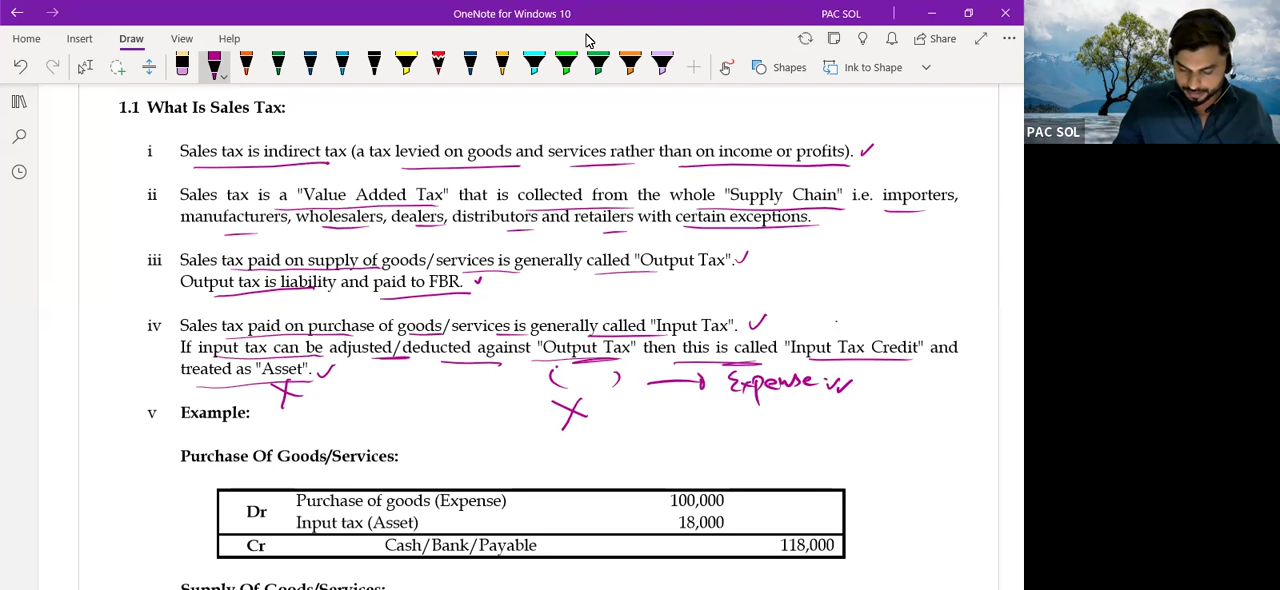 OneNote for Windows 10
PAC SOL
Home Insert Draw View Help
Share
Shapes
Ink to Shape
1.1 What Is Sales Tax:
i Sales tax is indirect tax (a tax levied on goods and services rather than on income or profits).
ii Sales tax is a "Value Added Tax" that is collected from the whole "Supply Chain" i.e. importers,
manufacturers, wholesalers, dealers, distributors and retailers with certain exceptions.
iii Sales tax paid on supply of goods/services is generally called "Output Tax".
Output tax is liability and paid to FBR.
iv Sales tax paid on purchase of goods/services is generally called "Input Tax".
If input tax can be adjusted/deducted against "Output Tax" then this is called "Input Tax Credit" and
treated as "Asset".
Expense
v Example:
Purchase Of Goods/Services:
Dr Purchase of goods (Expense) 100,000
Input tax (Asset) 18,000
Cr Cash/Bank/Payable 118,000
Supply Of Goods/Services:
PAC SOL